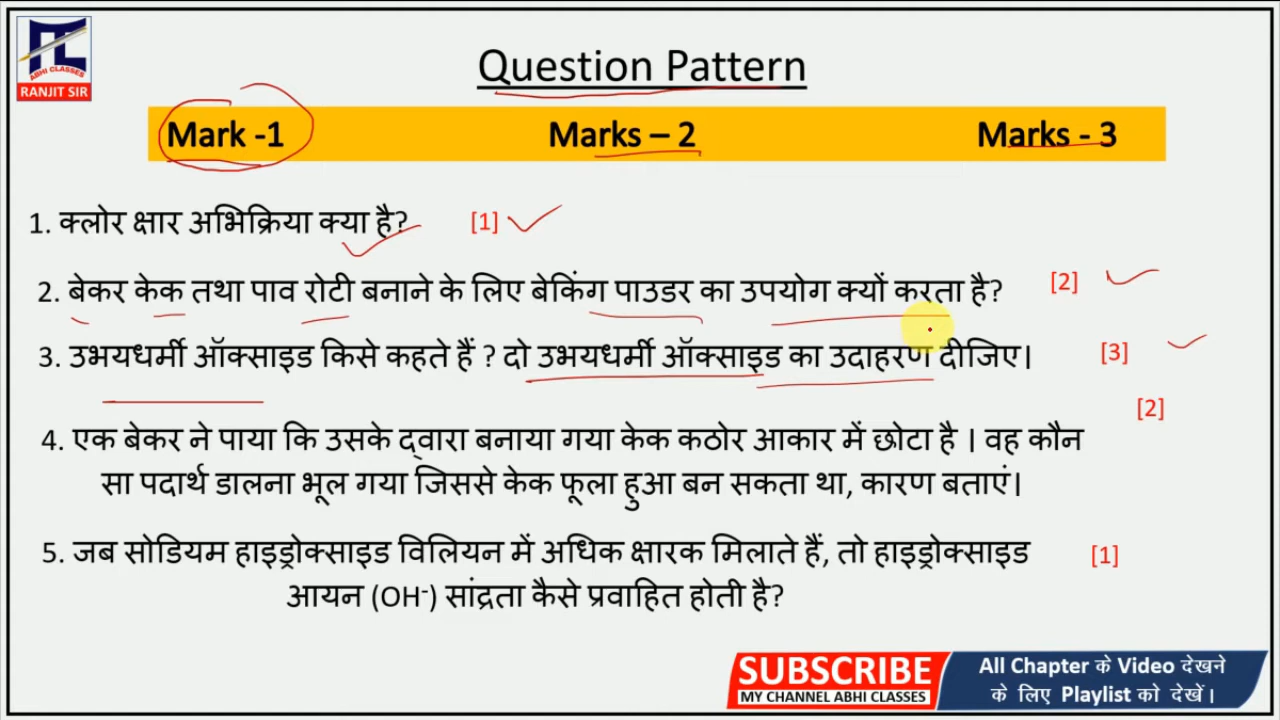 ABHI CLASSES
RANJIT SIR
Question Pattern
Mark -1 Marks – 2 Marks - 3
1. क्लोर क्षार अभिक्रिया क्या है? [1]
2. बेकर केक तथा पाव रोटी बनाने के लिए बेकिंग पाउडर का उपयोग क्यों करता है? [2]
3. उभयधर्मी ऑक्साइड किसे कहते हैं ? दो उभयधर्मी ऑक्साइड का उदाहरण दीजिए। [3]
[2]
4. एक बेकर ने पाया कि उसके द्वारा बनाया गया केक कठोर आकार में छोटा है । वह कौन
सा पदार्थ डालना भूल गया जिससे केक फूला हुआ बन सकता था, कारण बताएं।
5. जब सोडियम हाइड्रोक्साइड विलियन में अधिक क्षारक मिलाते हैं, तो हाइड्रोक्साइड [1]
आयन (OH-) सांद्रता कैसे प्रवाहित होती है?
SUBSCRIBE
MY CHANNEL ABHI CLASSES
All Chapter के Video देखने
के लिए Playlist को देखें ।